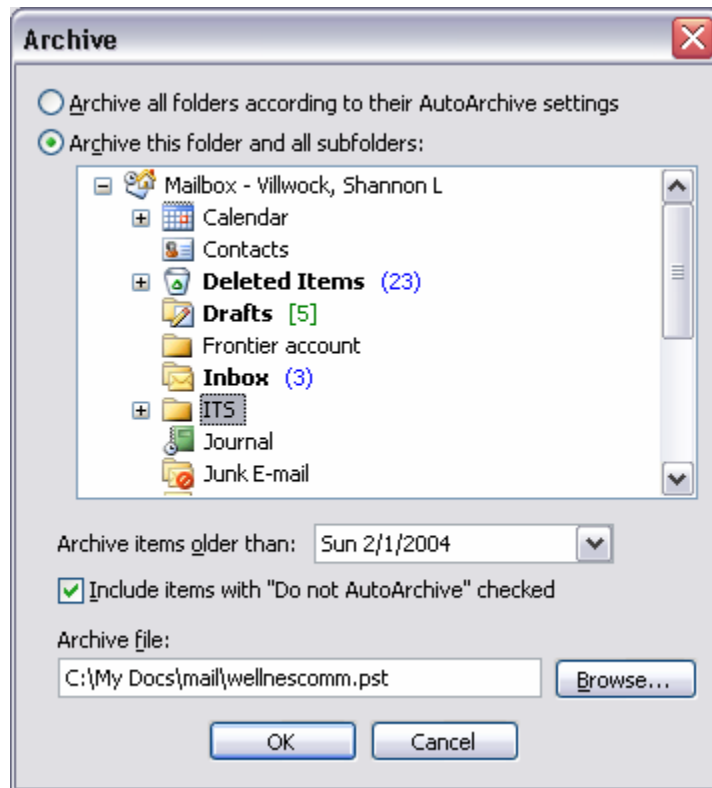 Archive
Archive all folders according to their AutoArchive settings
Archive this folder and all subfolders:
Mailbox - Villwock, Shannon L
Calendar
Contacts
Deleted Items (23)
Drafts [5]
Frontier account
Inbox (3)
ITS
Journal
Junk E-mail
Archive items older than: Sun 2/1/2004
Include items with "Do not AutoArchive" checked
Archive file:
C:\My Docs\mail\wellnescomm.pst Browse...
OK Cancel